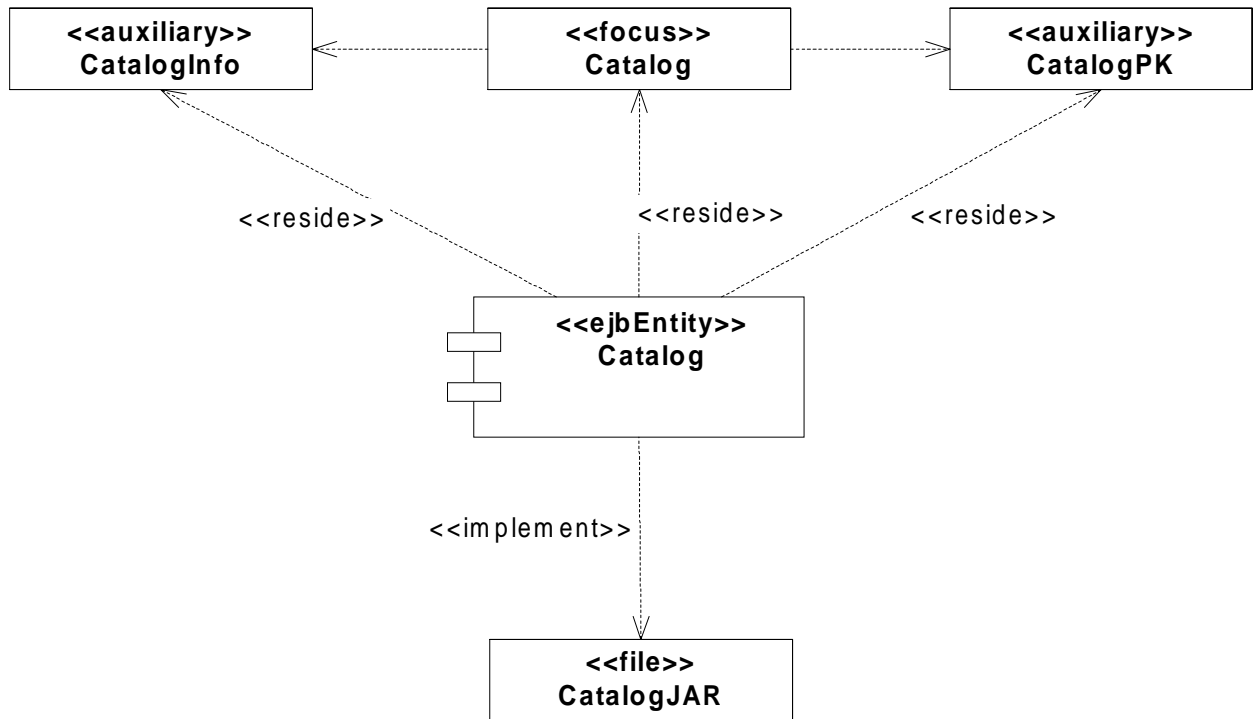 <<auxiliary>>
CatalogInfo
<<focus>>
Catalog
<<auxiliary>>
CatalogPK
<<reside>>
<<reside>>
<<reside>>
<<ejbEntity>>
Catalog
<<implement>>
<<file>>
CatalogJAR